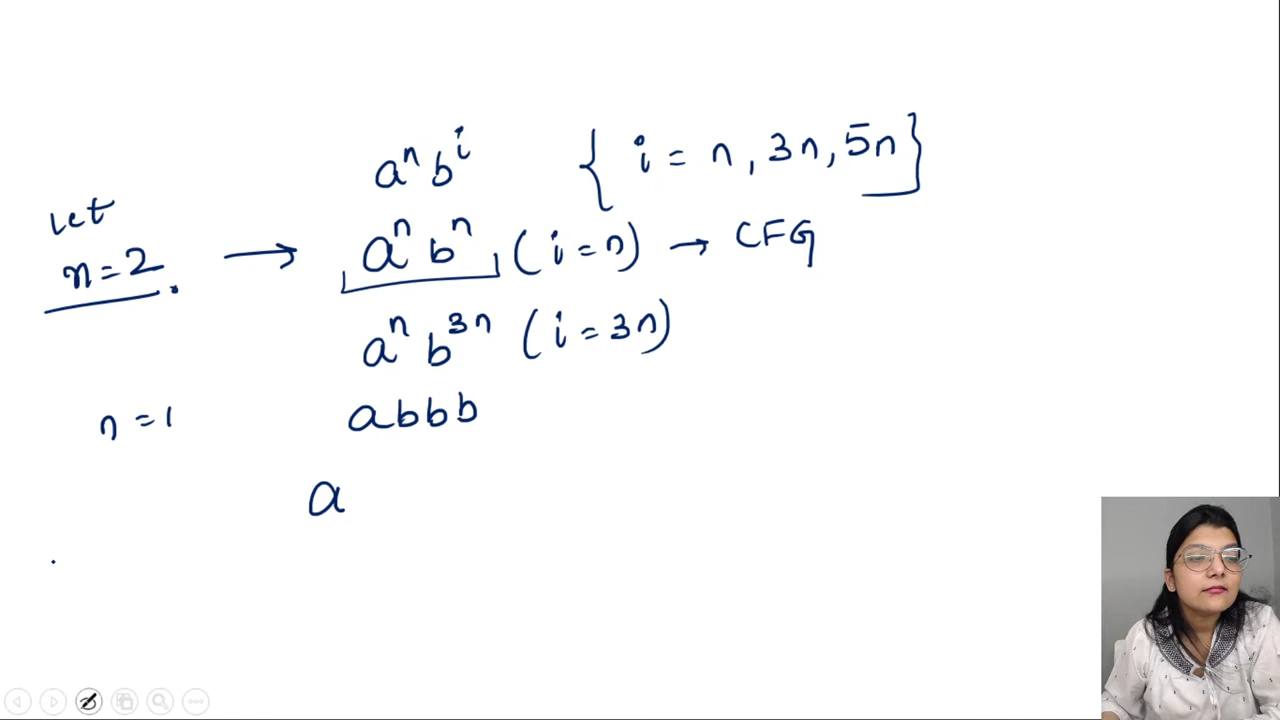 aⁿ bⁱ { i = n, 3n, 5n }
Let
n = 2 . → aⁿ bⁿ (i = n) → CFG
aⁿ b³ⁿ (i = 3n)
n = 1 abbb
a